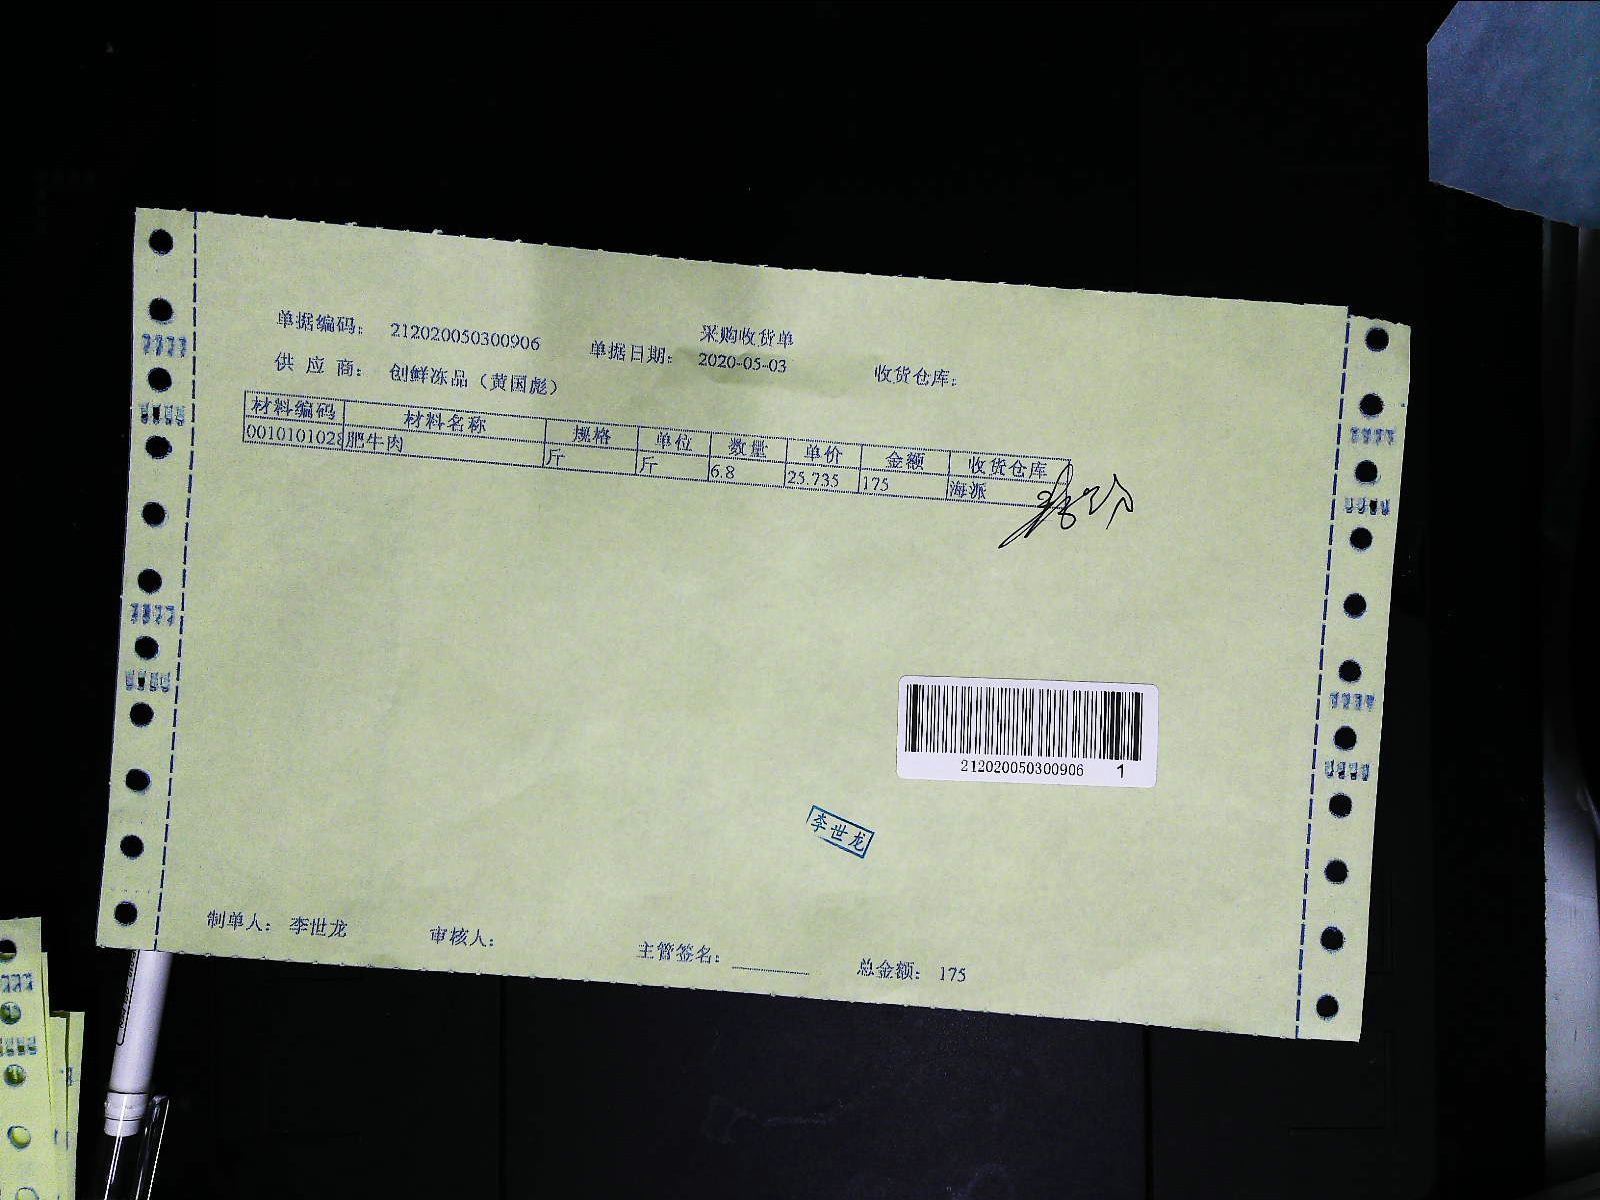 采购收货单
单据编码： 212020050300906 单据日期： 2020-05-03 收货仓库：
供 应 商： 创鲜冻品（黄国彪）
材料编码 材料名称 规格 单位 数量 单价 金额 收货仓库
0010101028 肥牛肉 斤 斤 6.8 25.735 175 海派
212020050300906 1
李世龙
制单人： 李世龙 审核人： 主管签名： 总金额： 175